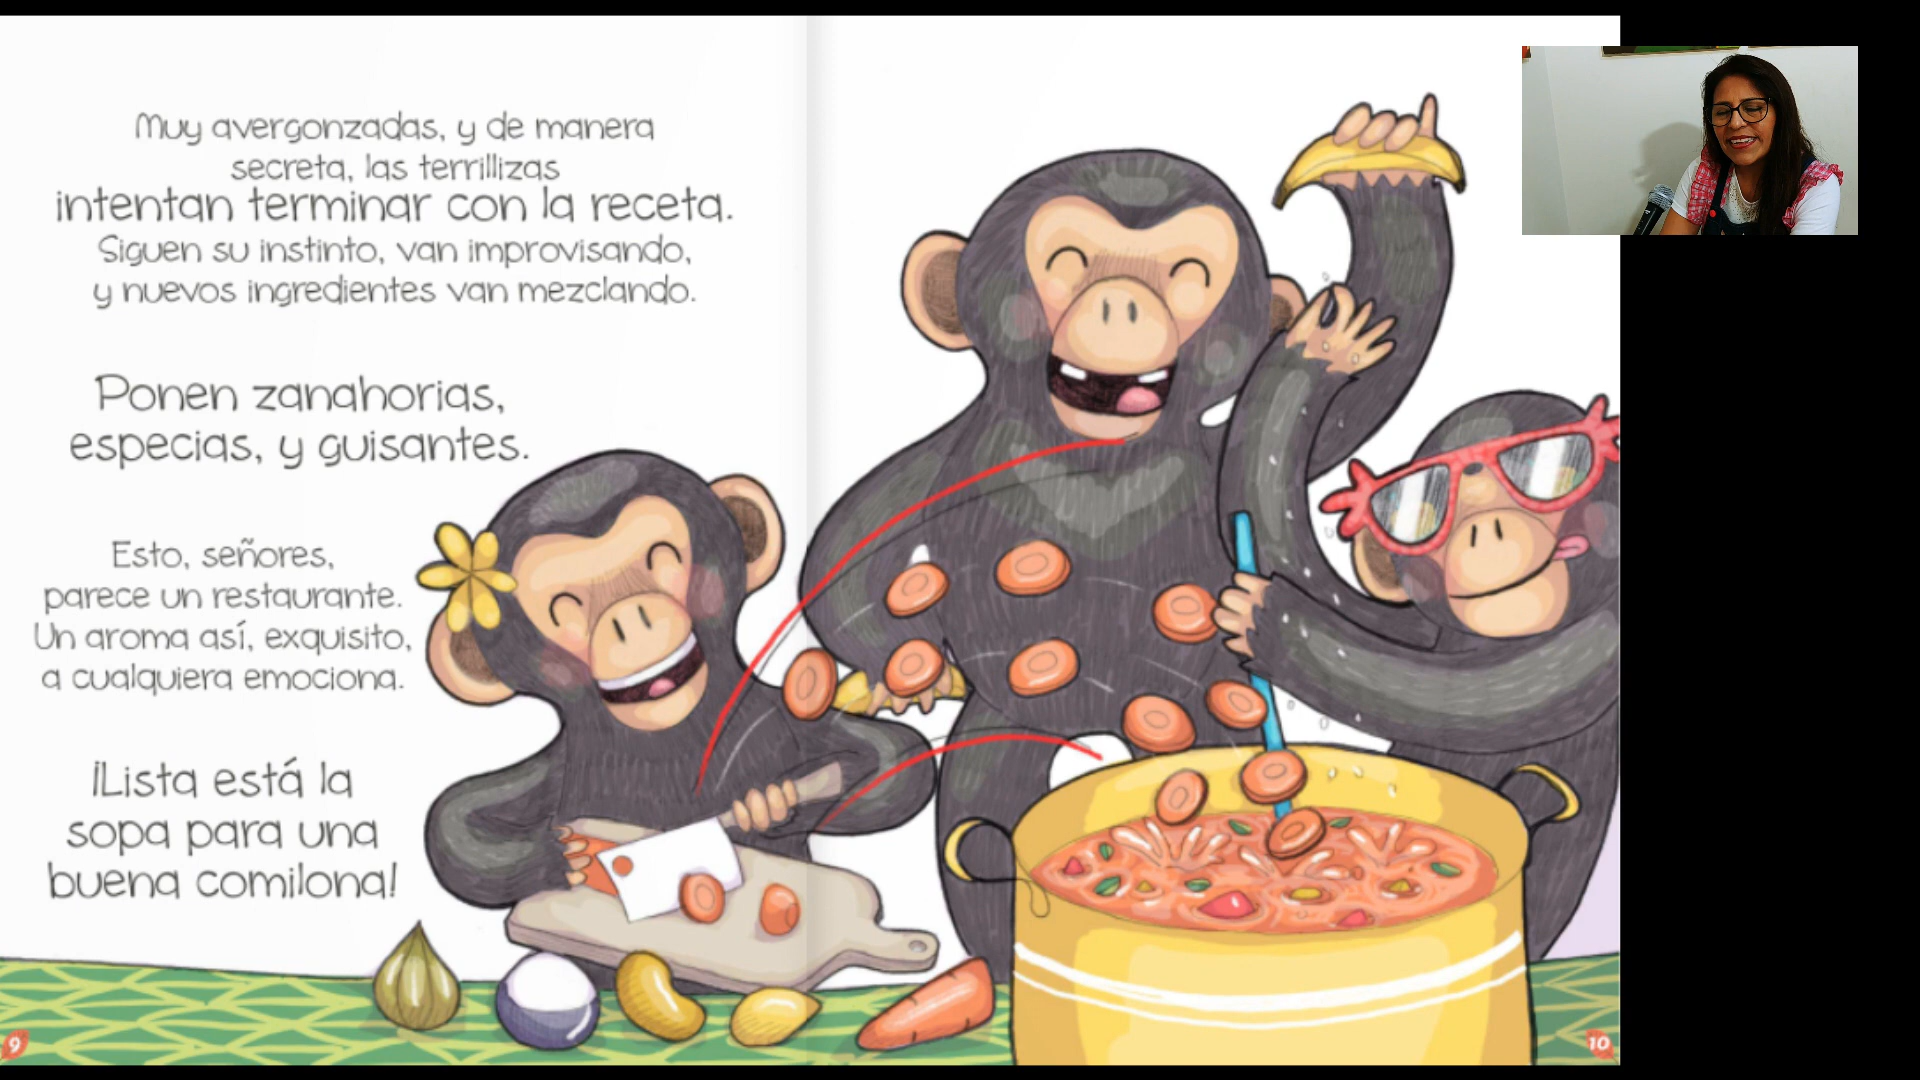 Muy avergonzadas, y de manera
secreta, las terrillizas
intentan terminar con la receta.
Siguen su instinto, van improvisando,
y nuevos ingredientes van mezclando.
Ponen zanahorias,
especias, y guisantes.
Esto, señores,
parece un restaurante.
Un aroma así, exquisito,
a cualquiera emociona.
¡Lista está la
sopa para una
buena comilona!
9
10